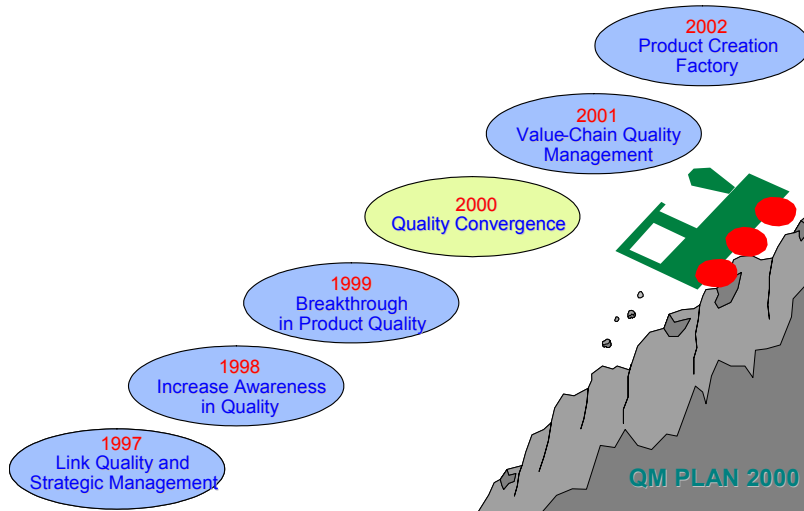 2002
Product Creation
Factory
2001
Value-Chain Quality
Management
2000
Quality Convergence
1999
Breakthrough
in Product Quality
1998
Increase Awareness
in Quality
1997
Link Quality and
Strategic Management
QM PLAN 2000